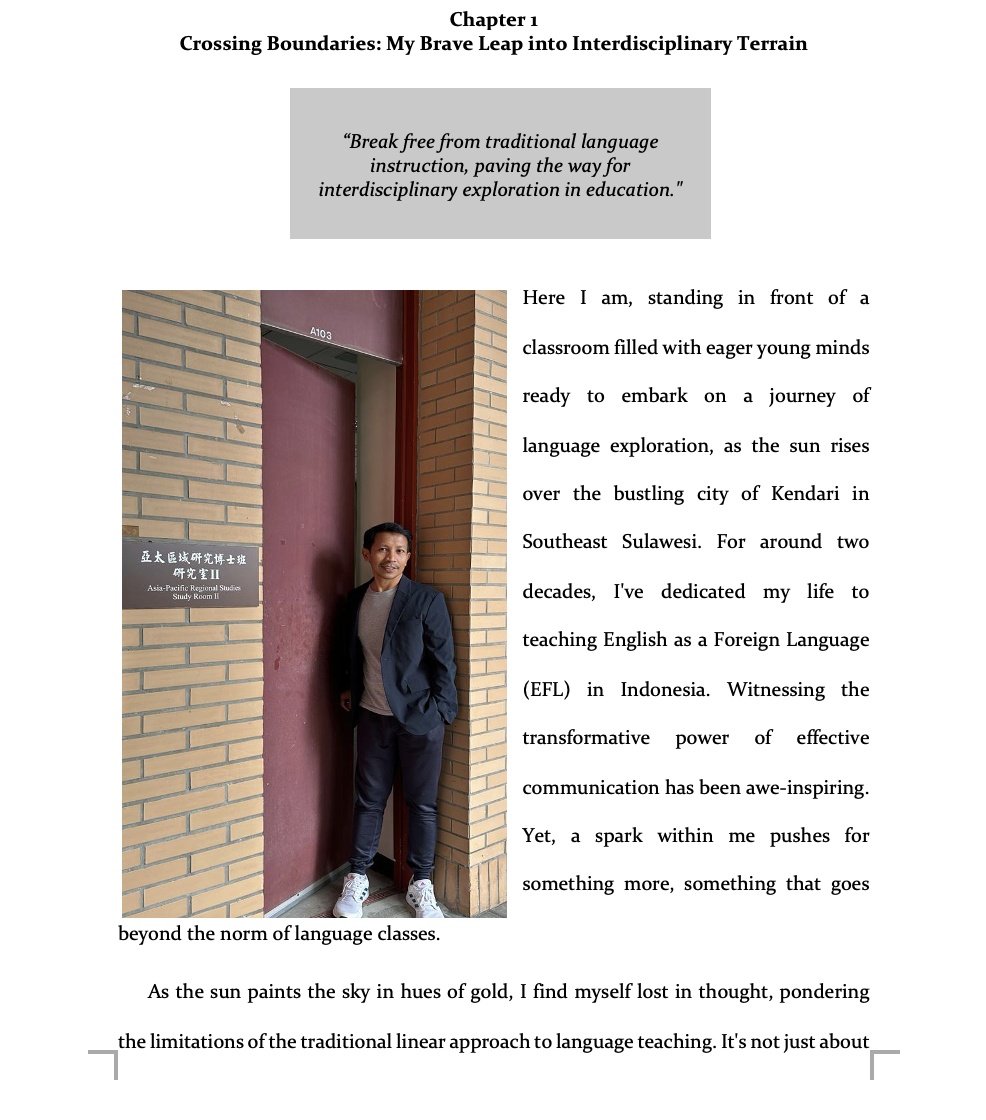 Chapter 1
Crossing Boundaries: My Brave Leap into Interdisciplinary Terrain
“Break free from traditional language
instruction, paving the way for
interdisciplinary exploration in education."
A103
亞太區域研究博士班
研究室II
Asia-Pacific Regional Studies
Study Room II
Here I am, standing in front of a
classroom filled with eager young minds
ready to embark on a journey of
language exploration, as the sun rises
over the bustling city of Kendari in
Southeast Sulawesi. For around two
decades, I've dedicated my life to
teaching English as a Foreign Language
(EFL) in Indonesia. Witnessing the
transformative power of effective
communication has been awe-inspiring.
Yet, a spark within me pushes for
something more, something that goes
beyond the norm of language classes.
As the sun paints the sky in hues of gold, I find myself lost in thought, pondering
the limitations of the traditional linear approach to language teaching. It's not just about